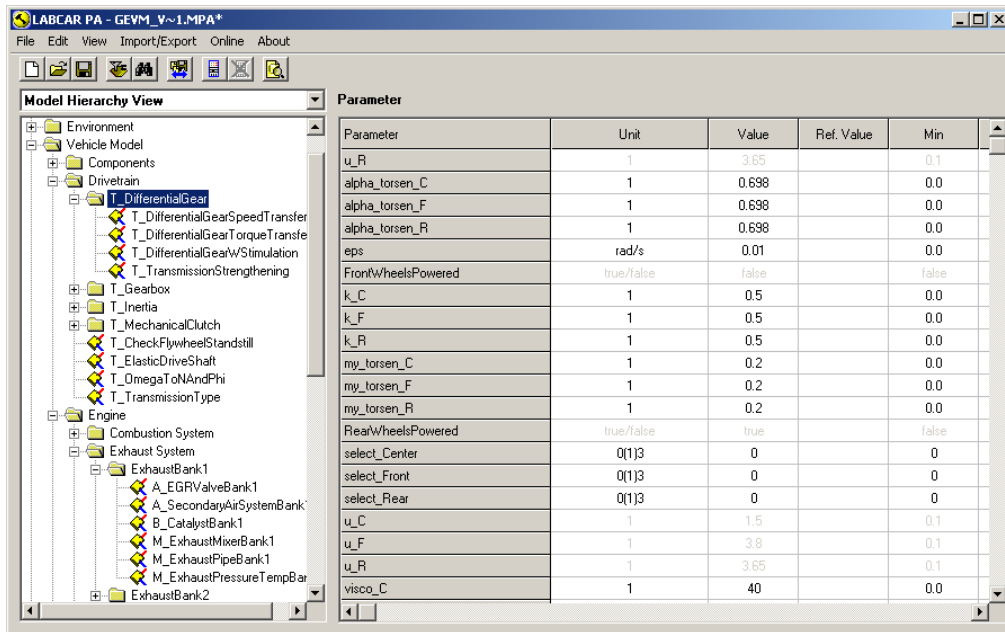 LABCAR PA - GEVM_V~1.MPA*
File Edit View Import/Export Online About
Model Hierarchy View
Environment
Vehicle Model
Components
Drivetrain
T_DifferentialGear
T_DifferentialGearSpeedTransfer
T_DifferentialGearTorqueTransfe
T_DifferentialGearWStimulation
T_TransmissionStrengthening
T_Gearbox
T_Inertia
T_MechanicalClutch
T_CheckFlywheelStandstill
T_ElasticDriveShaft
T_OmegaToNAndPhi
T_TransmissionType
Engine
Combustion System
Exhaust System
ExhaustBank1
A_EGRValveBank1
A_SecondaryAirSystemBank
B_CatalystBank1
M_ExhaustMixerBank1
M_ExhaustPipeBank1
M_ExhaustPressureTempBar
ExhaustBank2
Parameter
Parameter Unit Value Ref. Value Min
u_R 1 3.65 0.1
alpha_torsen_C 1 0.698 0.0
alpha_torsen_F 1 0.698 0.0
alpha_torsen_R 1 0.698 0.0
eps rad/s 0.01 0.0
FrontWheelsPowered true/false false false
k_C 1 0.5 0.0
k_F 1 0.5 0.0
k_R 1 0.5 0.0
my_torsen_C 1 0.2 0.0
my_torsen_F 1 0.2 0.0
my_torsen_R 1 0.2 0.0
RearWheelsPowered true/false true false
select_Center 0(1)3 0 0
select_Front 0(1)3 0 0
select_Rear 0(1)3 0 0
u_C 1 1.5 0.1
u_F 1 3.8 0.1
u_R 1 3.65 0.1
visco_C 1 40 0.0